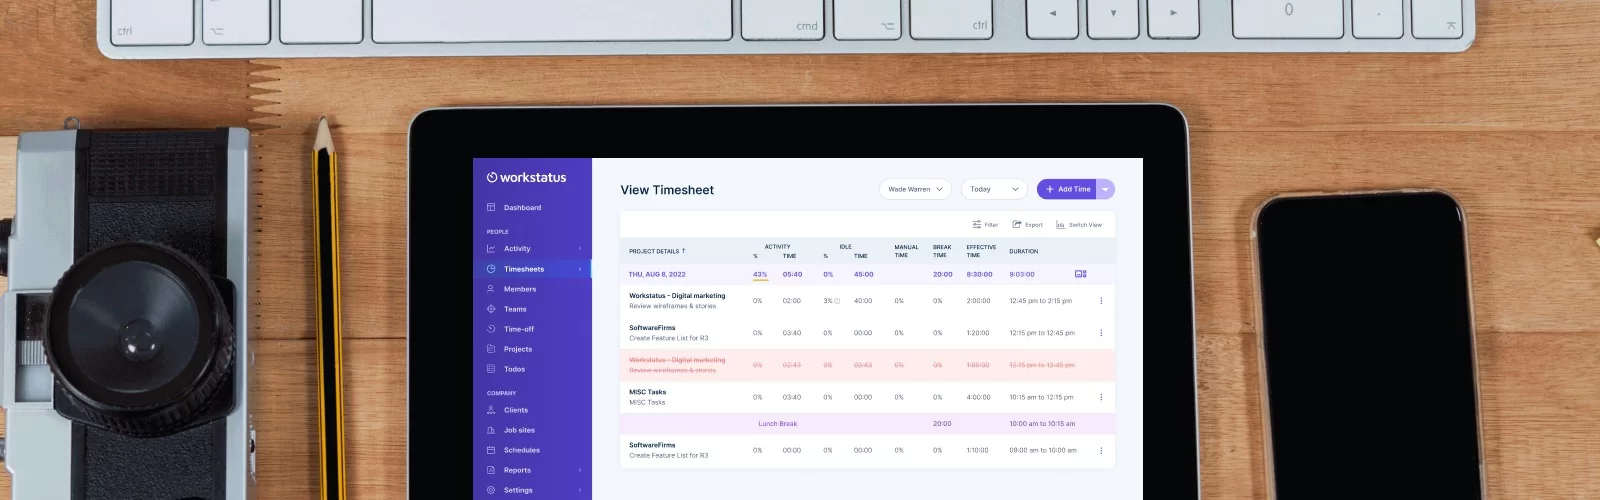 ctrl
cmd
ctrl
0
.
workstatus
Dashboard
PEOPLE
Activity
Timesheets
Members
Teams
Time-off
Projects
Todos
COMPANY
Clients
Job sites
Schedules
Reports
Settings
View Timesheet
Wade Warren
Today
+ Add Time
Filter
Export
Switch View
PROJECT DETAILS ↑ ACTIVITY % TIME IDLE % TIME MANUAL TIME BREAK TIME EFFECTIVE TIME DURATION
THU, AUG 8, 2022 43% 05:40 0% 45:00 20:00 8:30:00 9:03:00
Workstatus - Digital marketing
Review wireframes & stories
0% 02:00 3% 40:00 0% 0% 2:00:00 12:45 pm to 2:15 pm
SoftwareFirms
Create Feature List for R3
0% 03:40 0% 00:00 0% 0% 1:20:00 12:15 pm to 12:45 pm
Workstatus - Digital marketing
Review wireframes & stories
0% 02:43 0% 02:43 0% 0% 1:00:00 12:15 pm to 12:45 pm
MISC Tasks
MISC Tasks
0% 03:40 0% 00:00 0% 0% 4:00:00 10:15 am to 12:15 pm
Lunch Break 20:00 10:00 am to 10:15 am
SoftwareFirms
Create Feature List for R3
0% 00:00 0% 00:00 0% 0% 1:10:00 08:00 am to 10:00 am